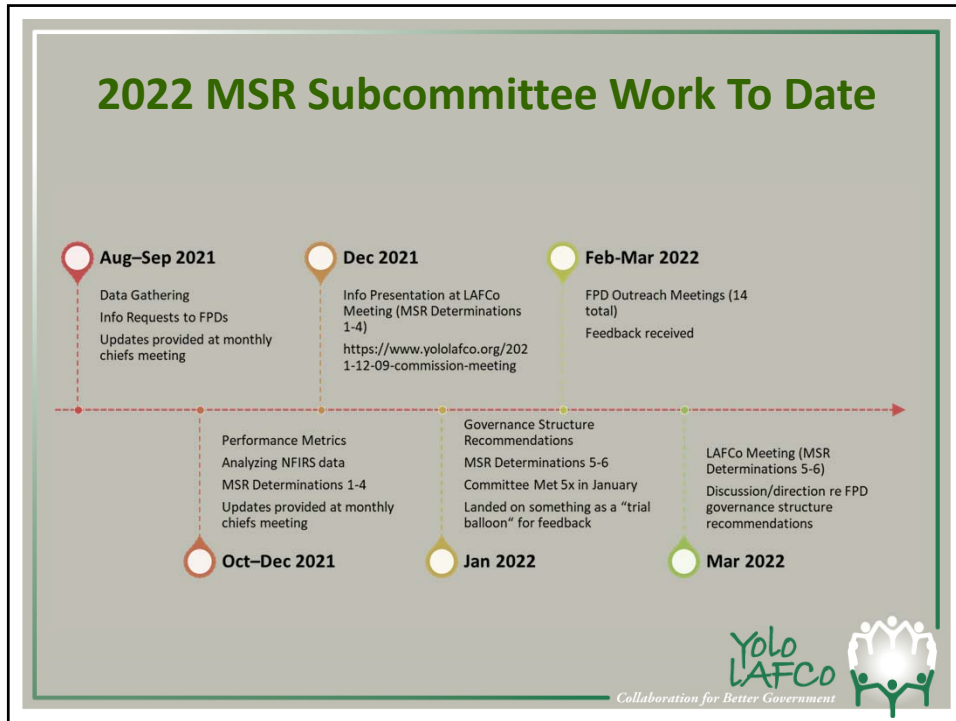 2022 MSR Subcommittee Work To Date
Aug–Sep 2021
Data Gathering
Info Requests to FPDs
Updates provided at monthly
chiefs meeting
Oct–Dec 2021
Performance Metrics
Analyzing NFIRS data
MSR Determinations 1-4
Updates provided at monthly
chiefs meeting
Dec 2021
Info Presentation at LAFCo
Meeting (MSR Determinations
1-4)
https://www.yololafco.org/202
1-12-09-commission-meeting
Jan 2022
Governance Structure
Recommendations
MSR Determinations 5-6
Committee Met 5x in January
Landed on something as a “trial
balloon“ for feedback
Feb-Mar 2022
FPD Outreach Meetings (14
total)
Feedback received
Mar 2022
LAFCo Meeting (MSR
Determinations 5-6)
Discussion/direction re FPD
governance structure
recommendations
YOLO
LAFCO
Collaboration for Better Government